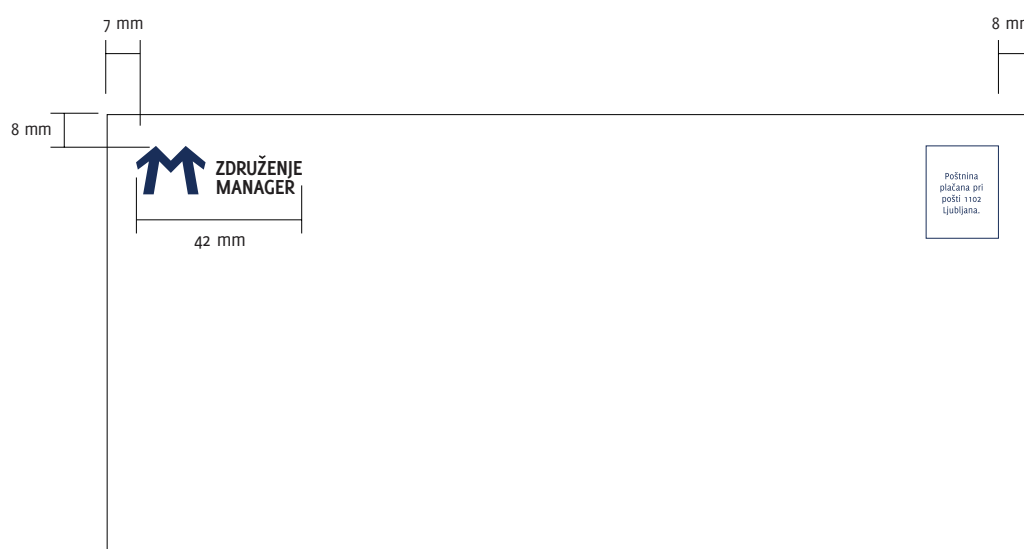 7 mm
8 mm
8 mm
ZDRUŽENJE
MANAGER
42 mm
Poštnina
plačana pri
pošti 1102
Ljubljana.